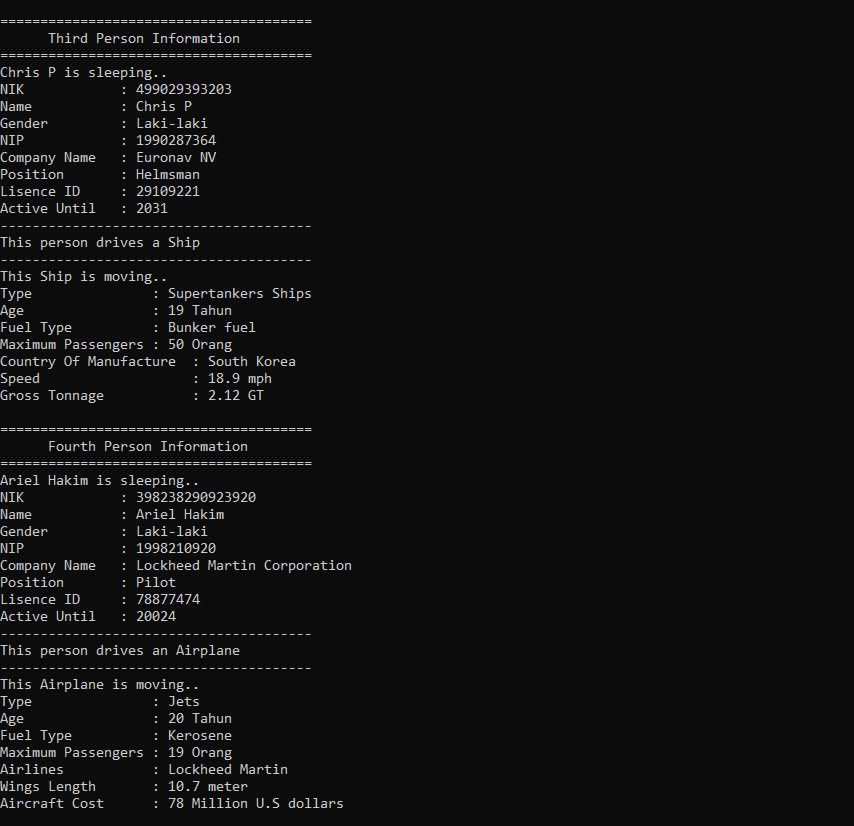 =======================================
      Third Person Information
=======================================
Chris P is sleeping..
NIK            : 499029393203
Name           : Chris P
Gender         : Laki-laki
NIP            : 1990287364
Company Name   : Euronav NV
Position       : Helmsman
Lisence ID     : 29109221
Active Until   : 2031
---------------------------------------
This person drives a Ship
---------------------------------------
This Ship is moving..
Type               : Supertankers Ships
Age                : 19 Tahun
Fuel Type          : Bunker fuel
Maximum Passengers : 50 Orang
Country Of Manufacture  : South Korea
Speed                   : 18.9 mph
Gross Tonnage           : 2.12 GT

=======================================
      Fourth Person Information
=======================================
Ariel Hakim is sleeping..
NIK            : 398238290923920
Name           : Ariel Hakim
Gender         : Laki-laki
NIP            : 1998210920
Company Name   : Lockheed Martin Corporation
Position       : Pilot
Lisence ID     : 78877474
Active Until   : 20024
---------------------------------------
This person drives an Airplane
---------------------------------------
This Airplane is moving..
Type               : Jets
Age                : 20 Tahun
Fuel Type          : Kerosene
Maximum Passengers : 19 Orang
Airlines           : Lockheed Martin
Wings Length       : 10.7 meter
Aircraft Cost      : 78 Million U.S dollars